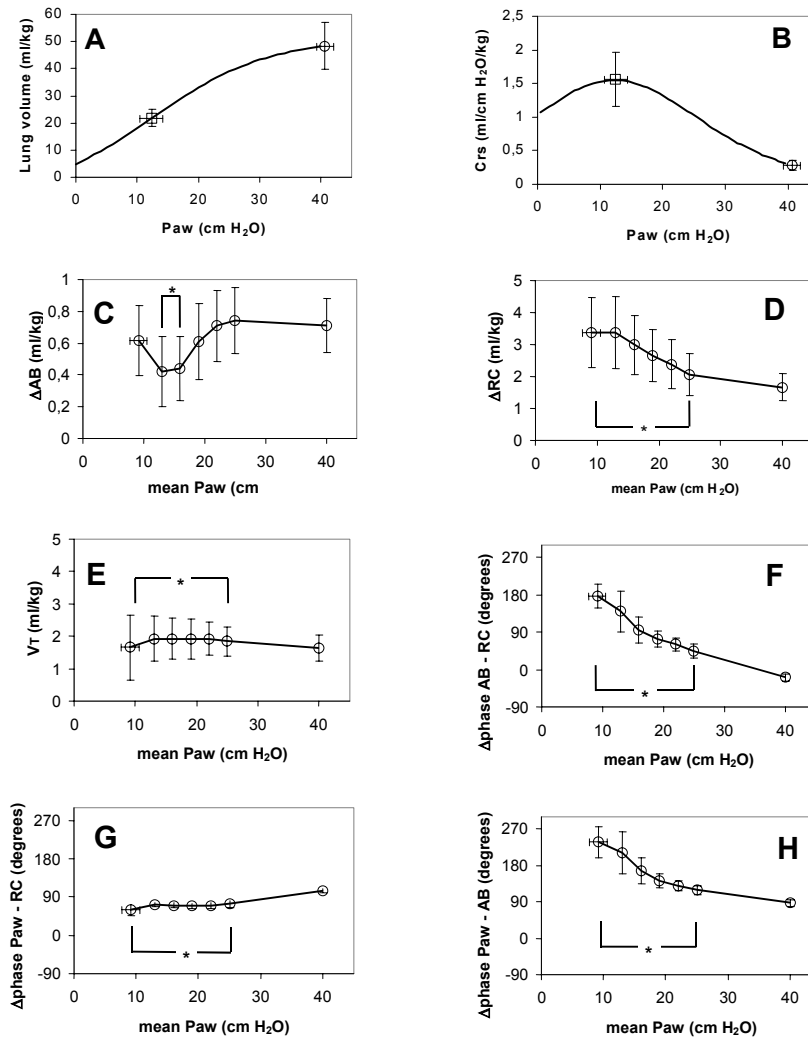 A
Lung volume (ml/kg)
60
50
40
30
20
10
0
0 10 20 30 40
Paw (cm H₂O)
B
Crs (ml/cm H₂O/kg)
2,5
2
1,5
1
0,5
0
0 10 20 30 40
Paw (cm H₂O)
C
ΔAB (ml/kg)
1
0,8
0,6
0,4
0,2
0
*
0 10 20 30 40
mean Paw (cm
D
ΔRC (ml/kg)
5
4
3
2
1
0
*
0 10 20 30 40
mean Paw (cm H₂O)
E
VT (ml/kg)
5
4
3
2
1
0
*
0 10 20 30 40
mean Paw (cm H₂O)
F
Δphase AB - RC (degrees)
270
180
90
0
-90
*
0 10 20 30 40
mean Paw (cm H₂O)
G
Δphase Paw - RC (degrees)
270
180
90
0
-90
*
0 10 20 30 40
mean Paw (cm H₂O)
H
Δphase Paw - AB (degrees)
270
180
90
0
-90
*
0 10 20 30 40
mean Paw (cm H₂O)